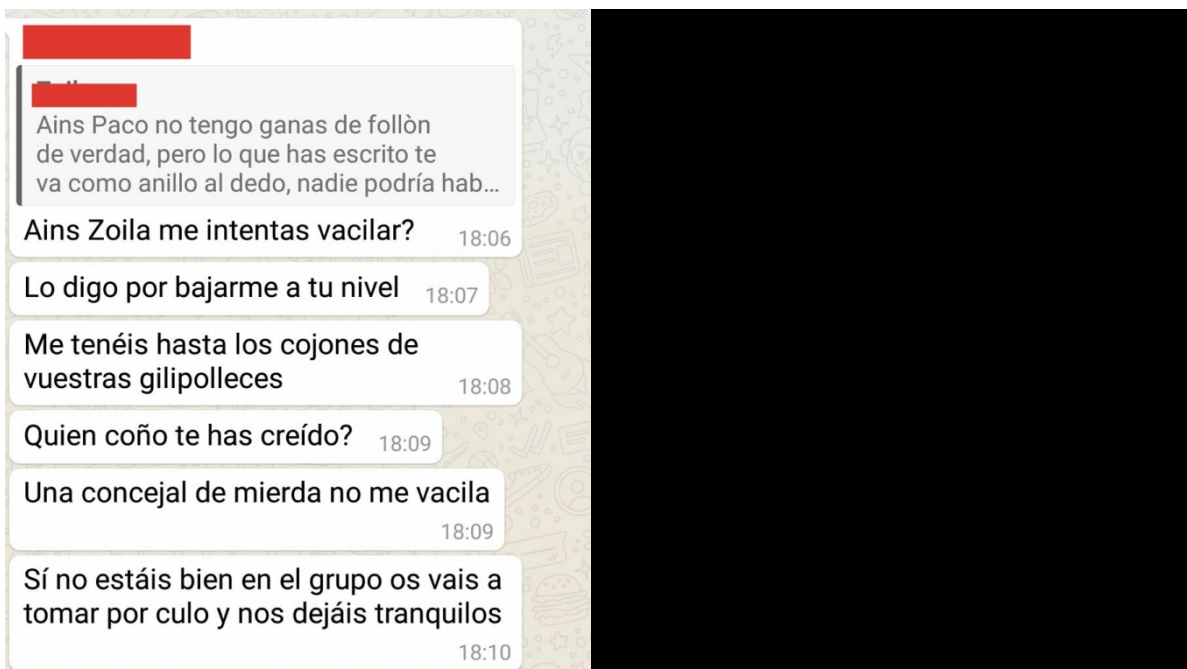 Ains Paco no tengo ganas de follòn
de verdad, pero lo que has escrito te
va como anillo al dedo, nadie podría hab...
Ains Zoila me intentas vacilar?
18:06
Lo digo por bajarme a tu nivel
18:07
Me tenéis hasta los cojones de
vuestras gilipolleces
18:08
Quien coño te has creído?
18:09
Una concejal de mierda no me vacila
18:09
Sí no estáis bien en el grupo os vais a
tomar por culo y nos dejáis tranquilos
18:10